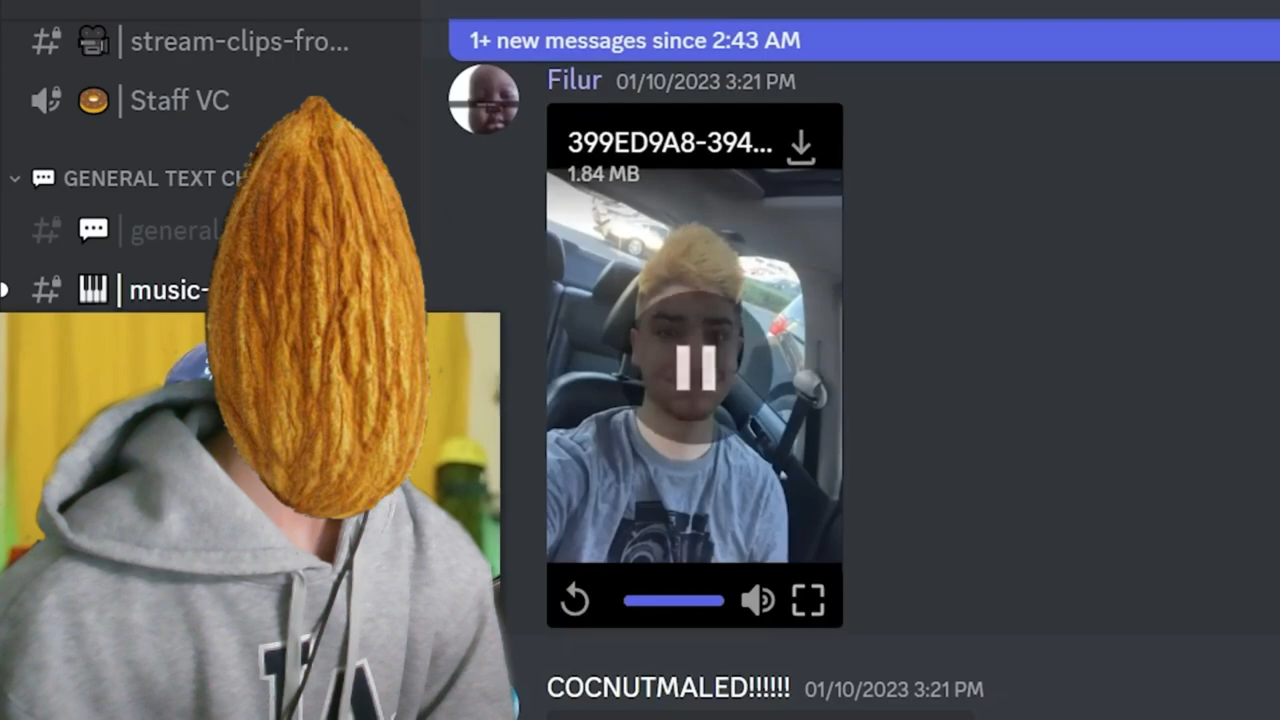 stream-clips-fro...
Staff VC
GENERAL TEXT CH
general
music-
1+ new messages since 2:43 AM
Filur 01/10/2023 3:21 PM
399ED9A8-394...
1.84 MB
COCNUTMALED!!!!!! 01/10/2023 3:21 PM